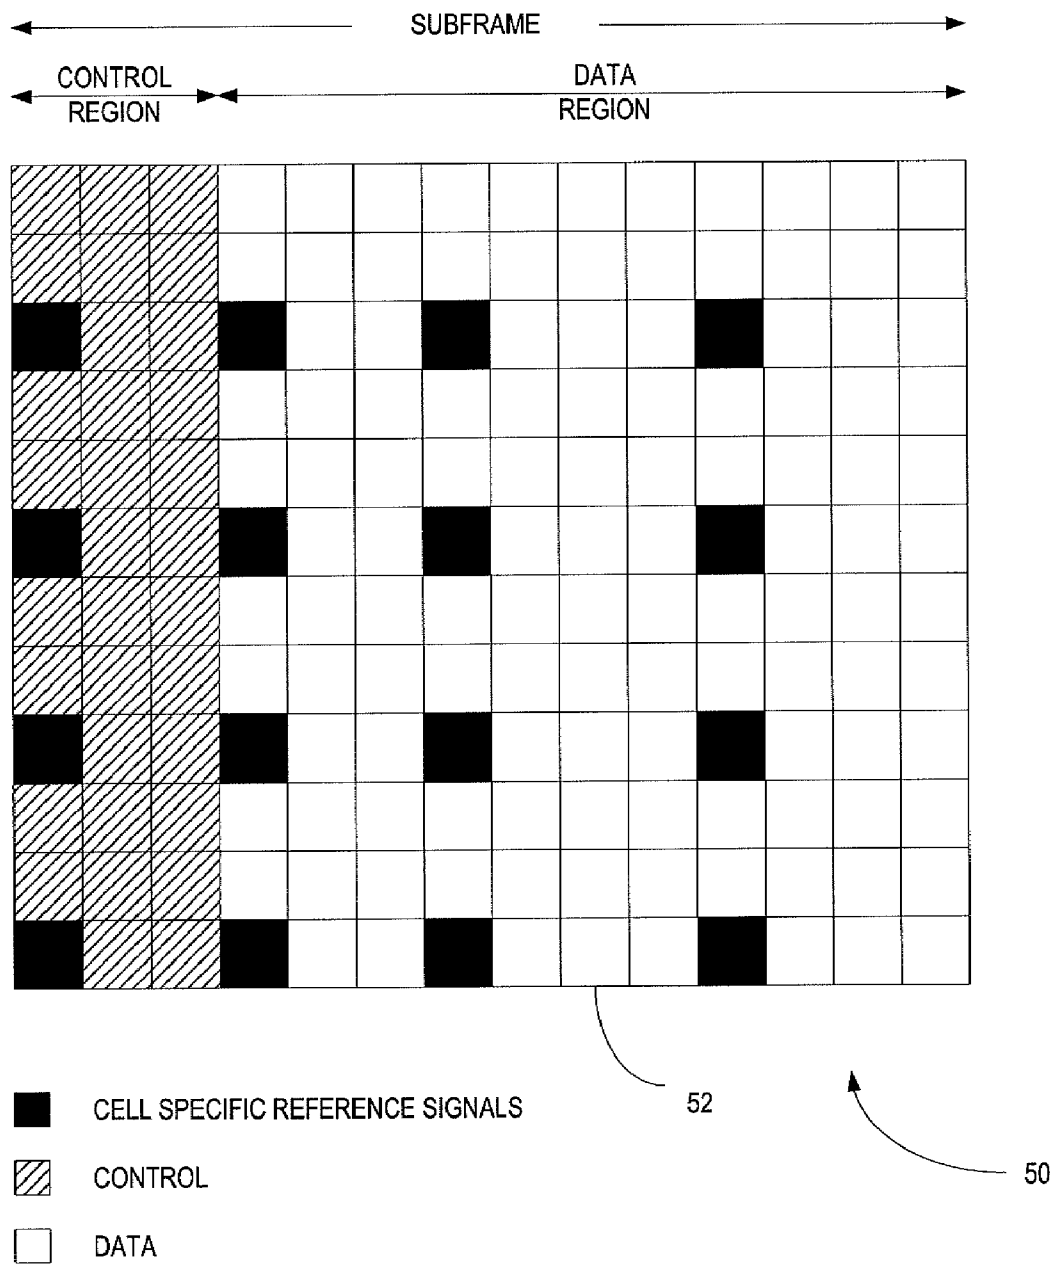 SUBFRAME
CONTROL
REGION
DATA
REGION
52
50
CELL SPECIFIC REFERENCE SIGNALS
CONTROL
DATA